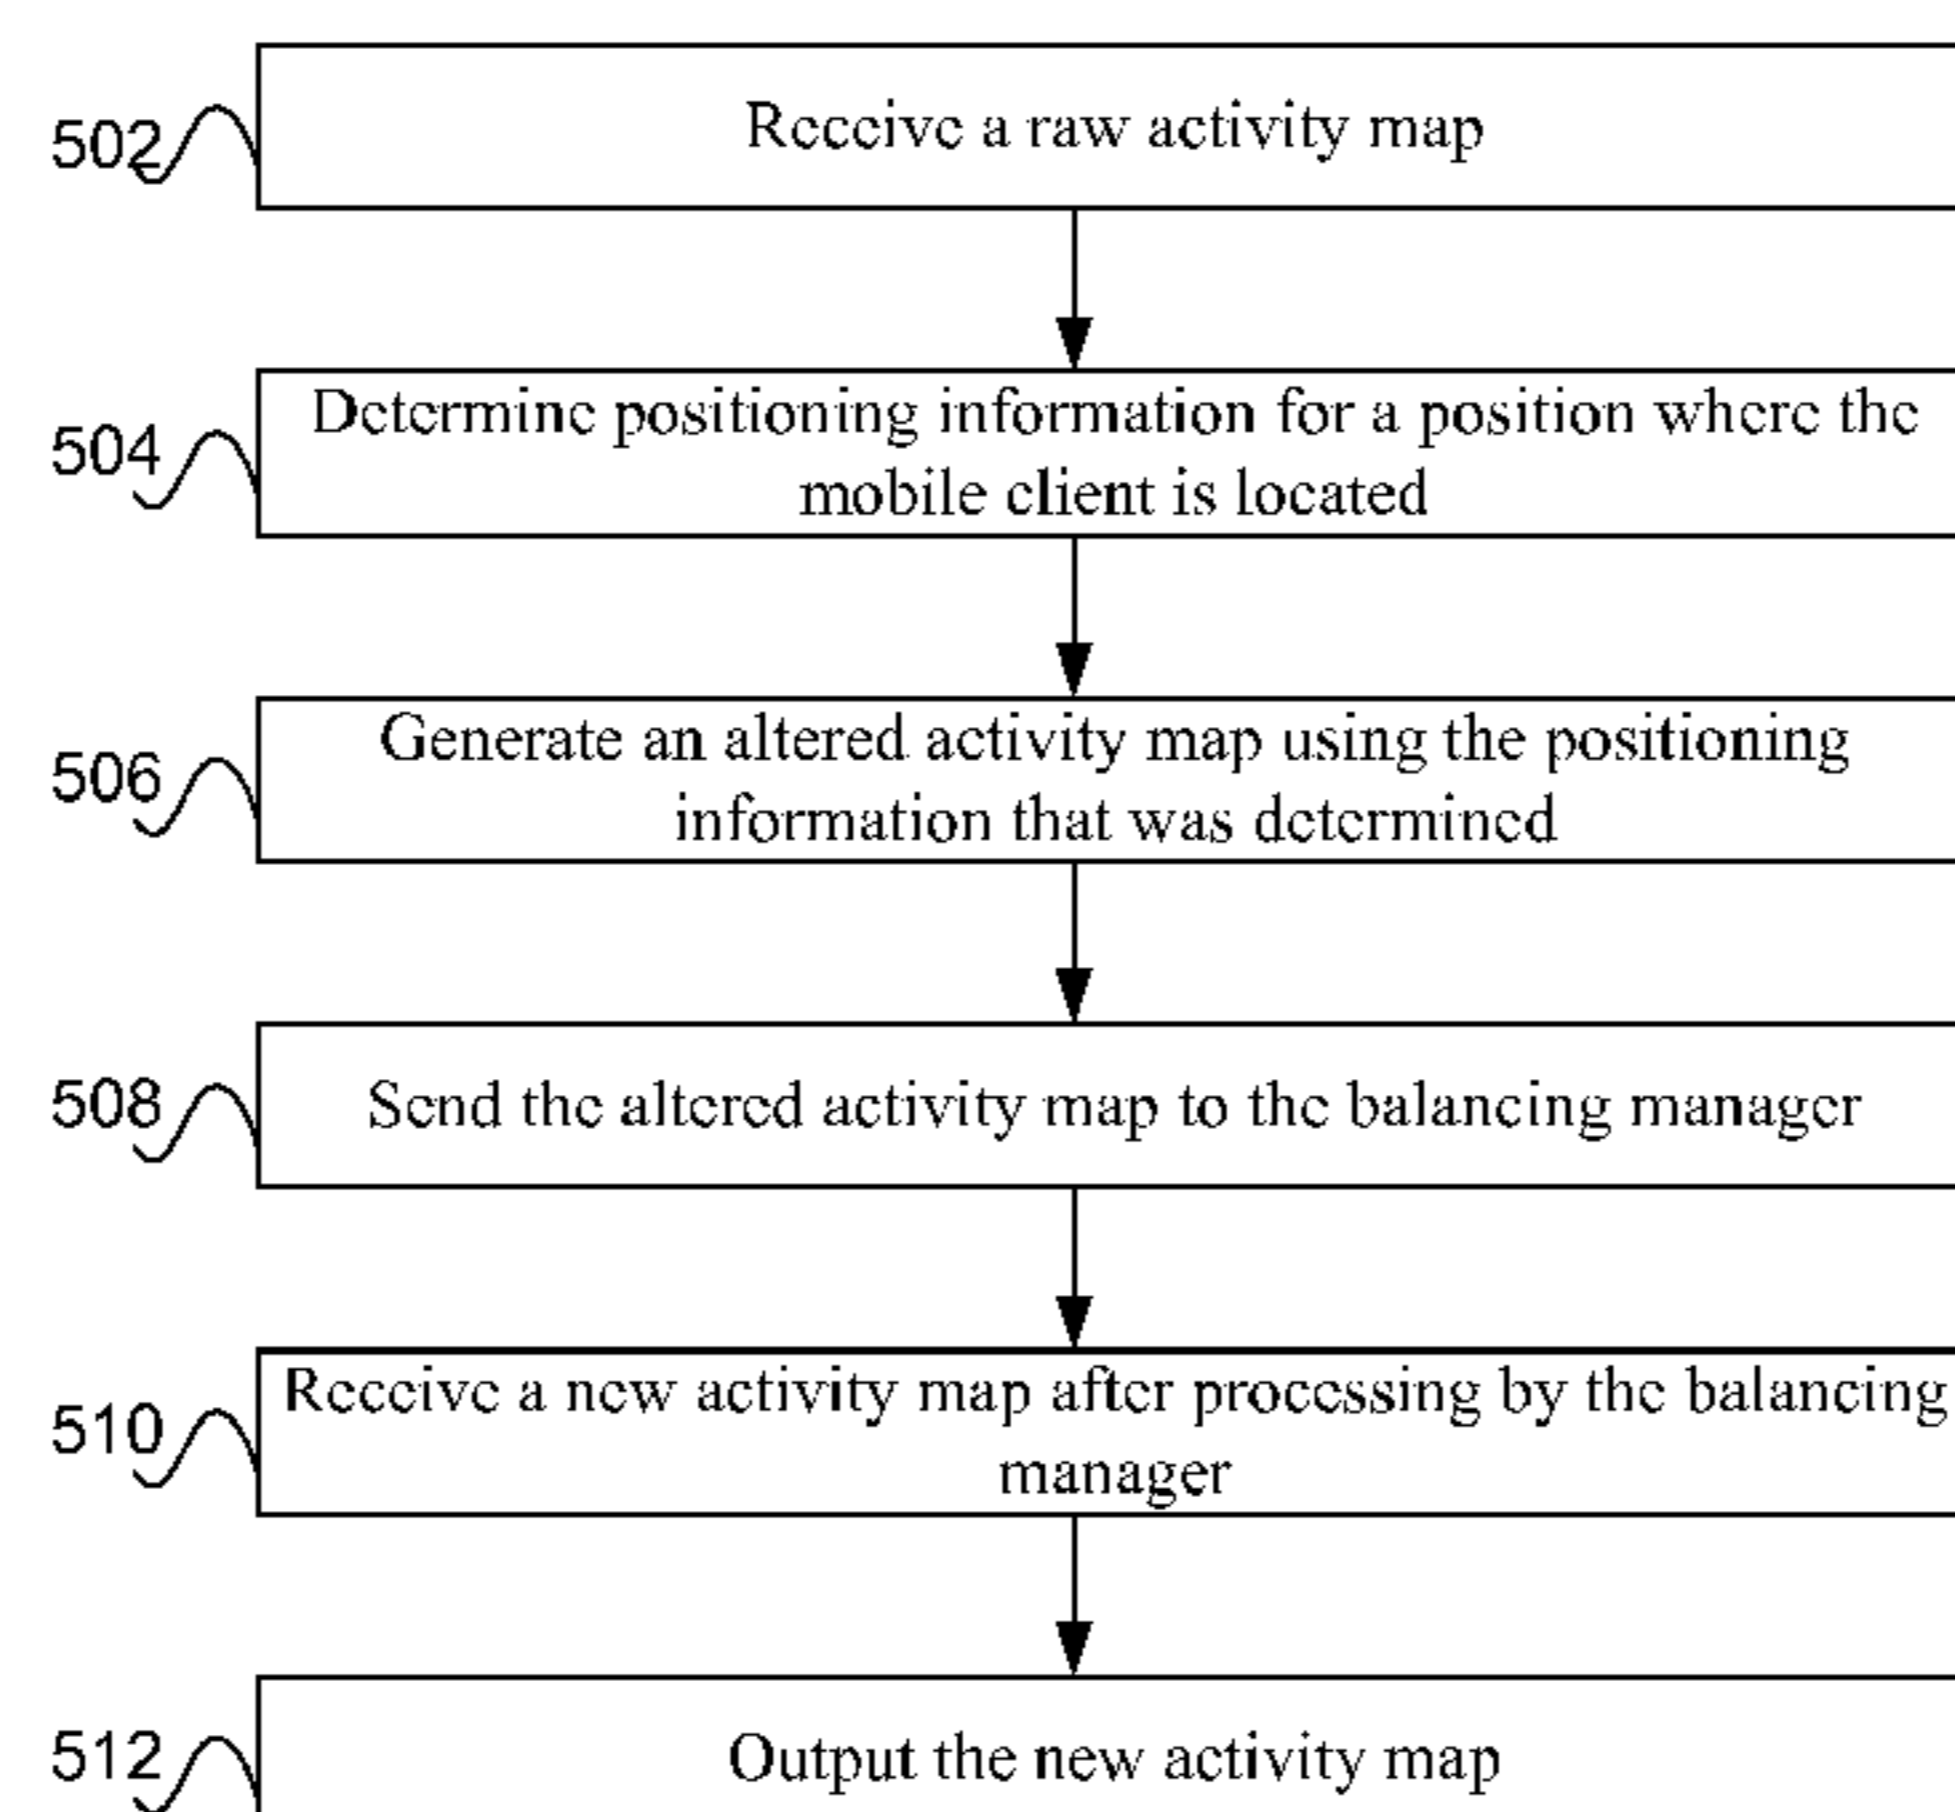 502
Receive a raw activity map
504
Determine positioning information for a position where the
mobile client is located
506
Generate an altered activity map using the positioning
information that was determined
508
Send the altered activity map to the balancing manager
510
Receive a new activity map after processing by the balancing
manager
512
Output the new activity map